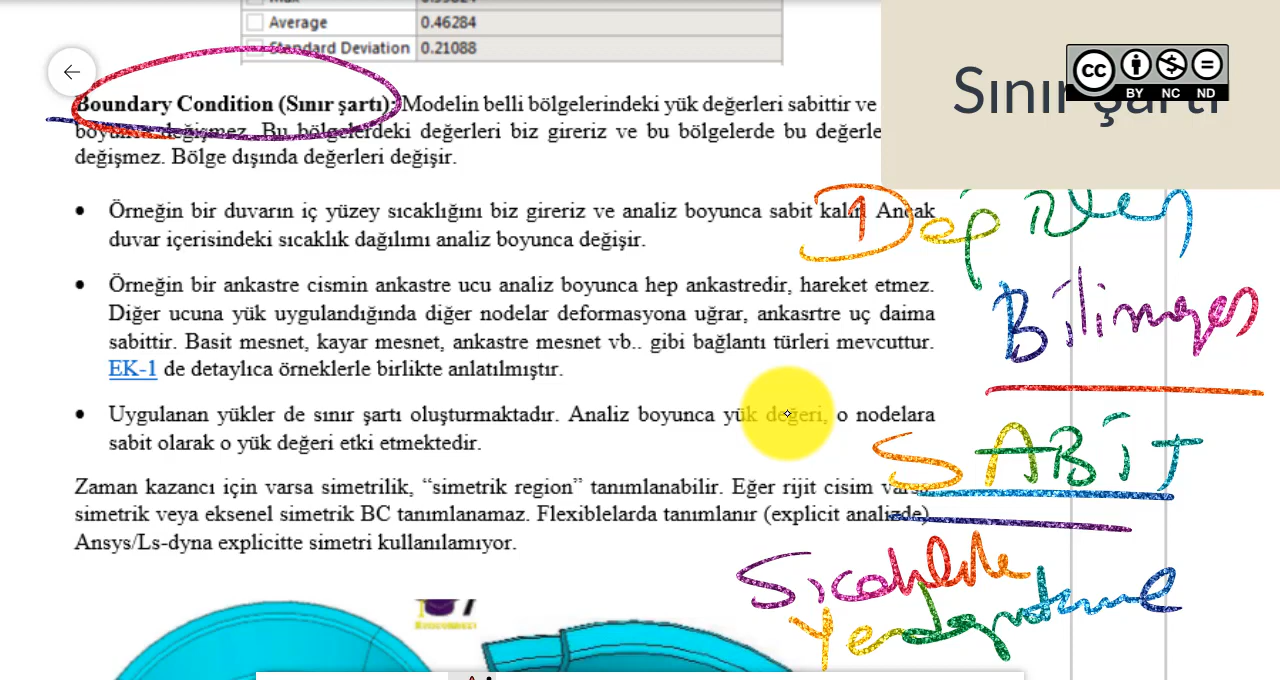 Average 0.46284
Standard Deviation 0.21088
Sınır şartı
CC BY NC ND
Boundary Condition (Sınır şartı): Modelin belli bölgelerindeki yük değerleri sabittir ve
değişmez. Bu bölgelerdeki değerleri biz gireriz ve bu bölgelerde bu değerle
değişmez. Bölge dışında değerleri değişir.
• Örneğin bir duvarın iç yüzey sıcaklığını biz gireriz ve analiz boyunca sabit kalır. Ancak
duvar içerisindeki sıcaklık dağılımı analiz boyunca değişir.
• Örneğin bir ankastre cismin ankastre ucu analiz boyunca hep ankastredir, hareket etmez.
Diğer ucuna yük uygulandığında diğer nodelar deformasyona uğrar, ankasrtre uç daima
sabittir. Basit mesnet, kayar mesnet, ankastre mesnet vb.. gibi bağlantı türleri mevcuttur.
EK-1 de detaylıca örneklerle birlikte anlatılmıştır.
• Uygulanan yükler de sınır şartı oluşturmaktadır. Analiz boyunca yük değeri, o nodelara
sabit olarak o yük değeri etki etmektedir.
Zaman kazancı için varsa simetrilik, “simetrik region” tanımlanabilir. Eğer rijit cisim varsa
simetrik veya eksenel simetrik BC tanımlanamaz. Flexiblelarda tanımlanır (explicit analizde)
Ansys/Ls-dyna explicitte simetri kullanılamıyor.
1
Bilinmeyen
SABİT
Sıcaklık
Yerdeğiştirme